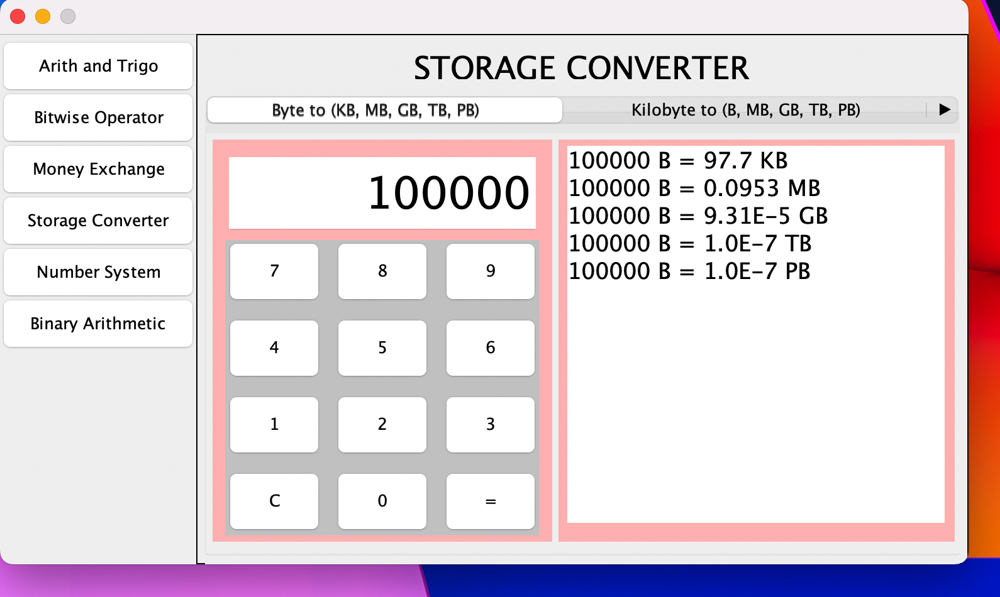 STORAGE CONVERTER
Arith and Trigo
Bitwise Operator
Money Exchange
Storage Converter
Number System
Binary Arithmetic
Byte to (KB, MB, GB, TB, PB)
Kilobyte to (B, MB, GB, TB, PB)
100000
7 8 9
4 5 6
1 2 3
C 0 =
100000 B = 97.7 KB
100000 B = 0.0953 MB
100000 B = 9.31E-5 GB
100000 B = 1.0E-7 TB
100000 B = 1.0E-7 PB